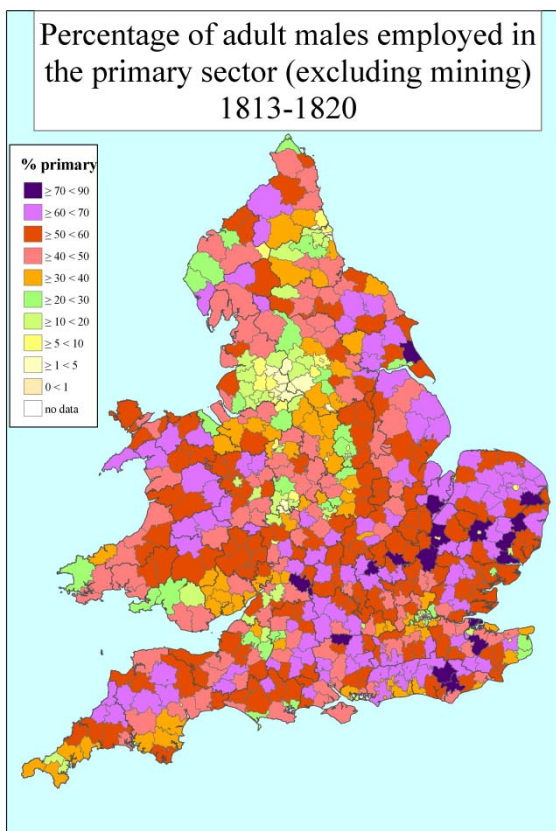 Percentage of adult males employed in
the primary sector (excluding mining)
1813-1820
% primary
≥ 70 < 90
≥ 60 < 70
≥ 50 < 60
≥ 40 < 50
≥ 30 < 40
≥ 20 < 30
≥ 10 < 20
≥ 5 < 10
≥ 1 < 5
0 < 1
no data